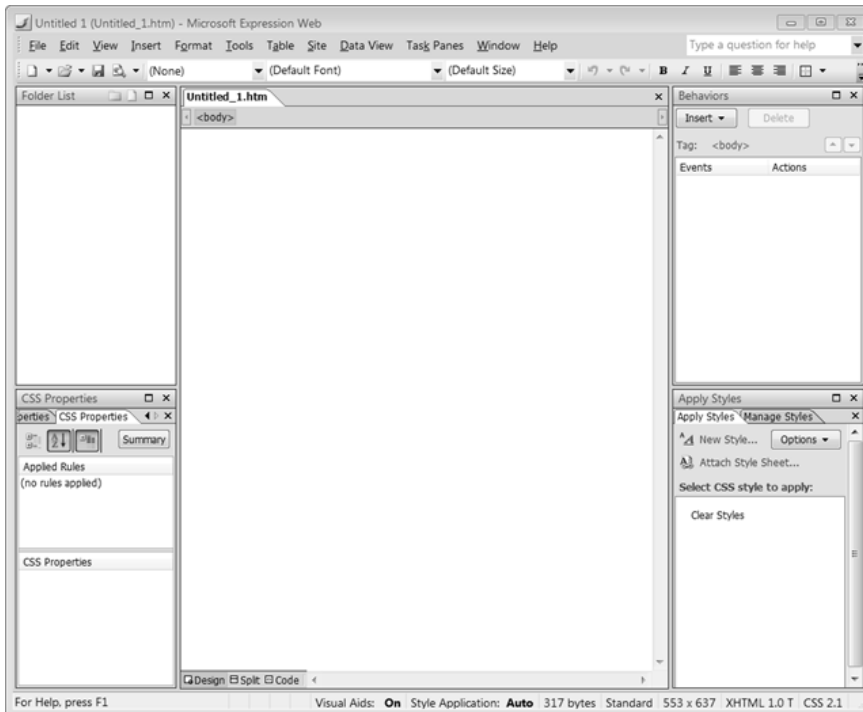 Untitled 1 (Untitled_1.htm) - Microsoft Expression Web
File Edit View Insert Format Tools Table Site Data View Task Panes Window Help
Type a question for help
(None) (Default Font) (Default Size) B I U
Folder List
Untitled_1.htm
<body>
Behaviors
Insert Delete
Tag: <body>
Events Actions
CSS Properties
perties CSS Properties
Summary
Applied Rules
(no rules applied)
CSS Properties
Apply Styles
Apply Styles Manage Styles
New Style... Options
Attach Style Sheet...
Select CSS style to apply:
Clear Styles
Design Split Code
For Help, press F1
Visual Aids: On Style Application: Auto 317 bytes Standard 553 x 637 XHTML 1.0 T CSS 2.1